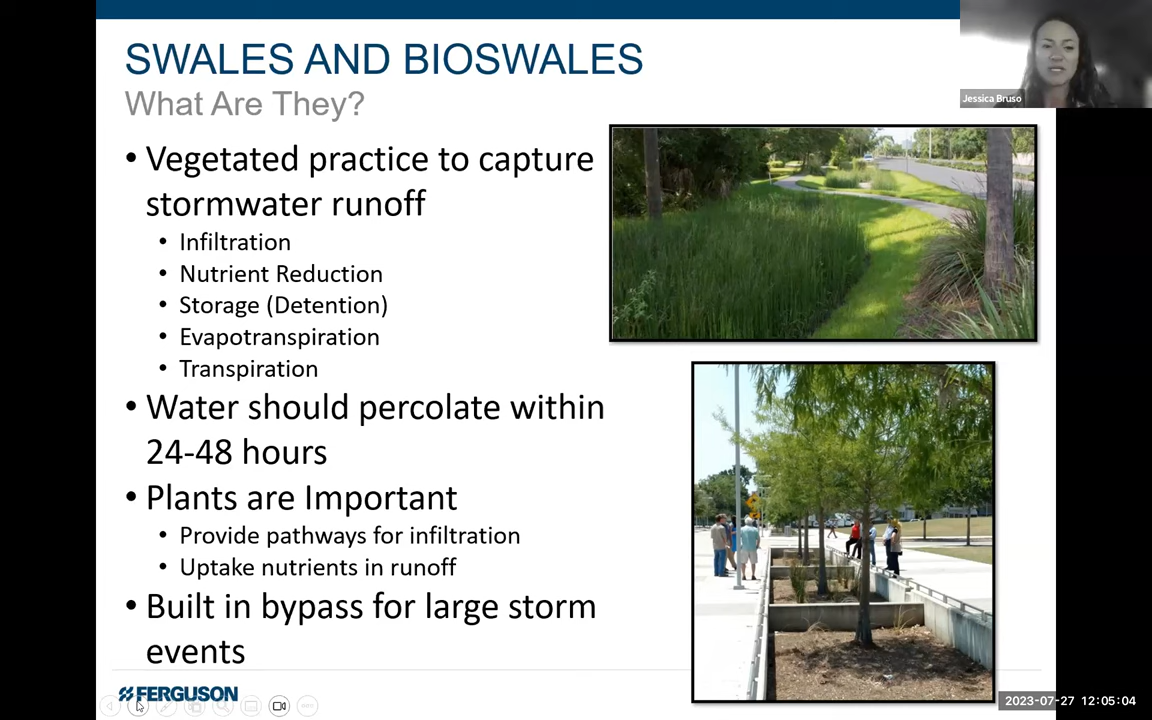 SWALES AND BIOSWALES
What Are They?
Jessica Bruso
• Vegetated practice to capture
stormwater runoff
• Infiltration
• Nutrient Reduction
• Storage (Detention)
• Evapotranspiration
• Transpiration
• Water should percolate within
24-48 hours
• Plants are Important
• Provide pathways for infiltration
• Uptake nutrients in runoff
• Built in bypass for large storm
events
FERGUSON
2023-07-27 12:05:04